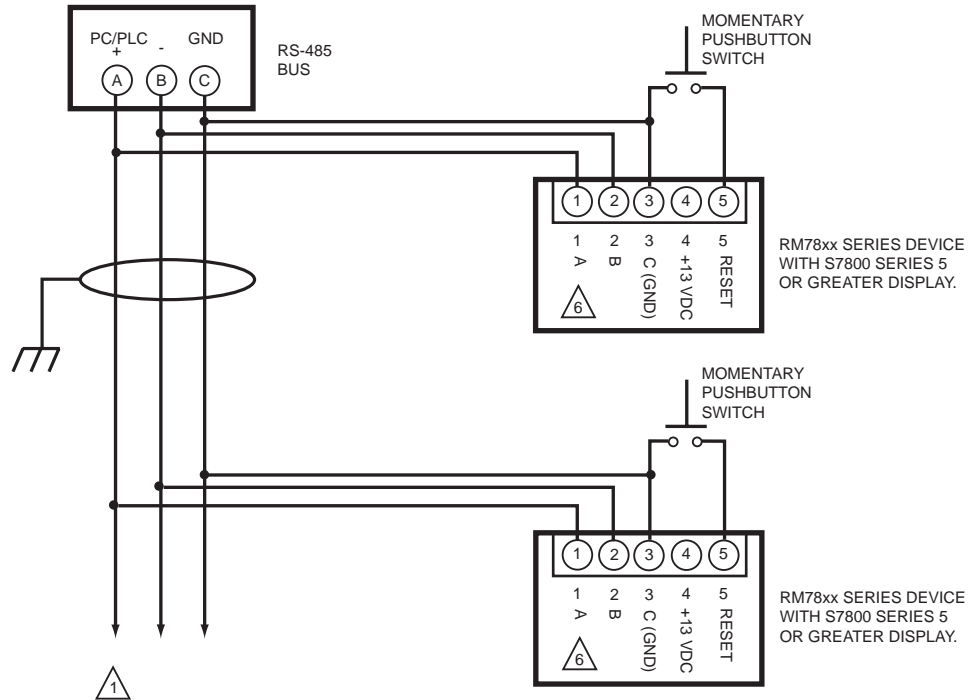 PC/PLC
+ - GND
A B C
RS-485
BUS
MOMENTARY
PUSHBUTTON
SWITCH
1 2 3 4 5
1 2 3 4 5
A B C (GND) +13 VDC RESET
6
RM78xx SERIES DEVICE
WITH S7800 SERIES 5
OR GREATER DISPLAY.
MOMENTARY
PUSHBUTTON
SWITCH
1 2 3 4 5
1 2 3 4 5
A B C (GND) +13 VDC RESET
6
RM78xx SERIES DEVICE
WITH S7800 SERIES 5
OR GREATER DISPLAY.
1